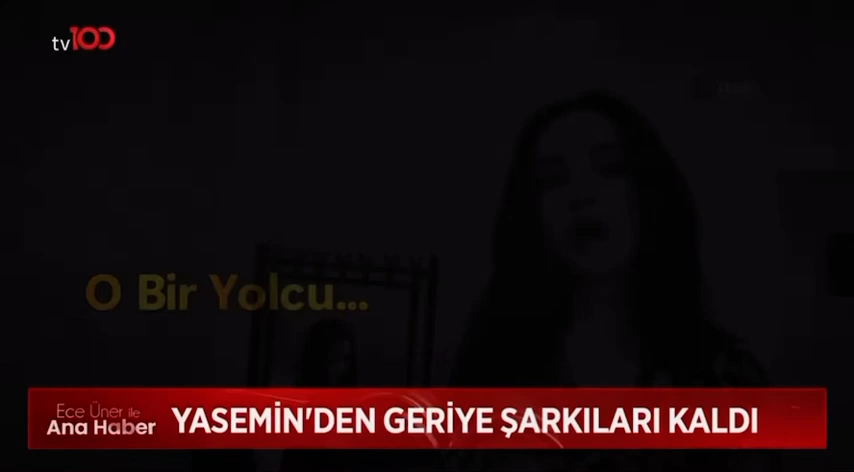 tv100
O Bir Yolcu...
Ece Üner ile
Ana Haber
YASEMİN'DEN GERİYE ŞARKILARI KALDI